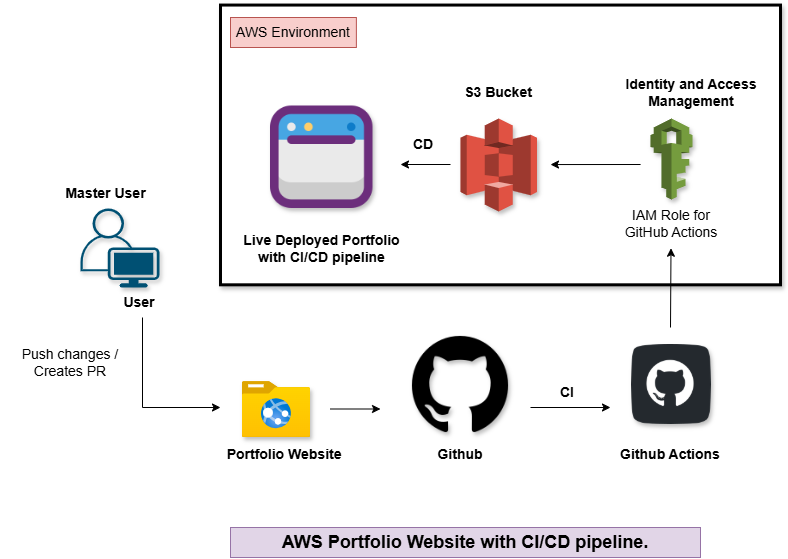 AWS Environment
Identity and Access
Management
S3 Bucket
CD
IAM Role for
GitHub Actions
Live Deployed Portfolio
with CI/CD pipeline
Master User
User
Push changes /
Creates PR
CI
Portfolio Website
Github
Github Actions
AWS Portfolio Website with CI/CD pipeline.